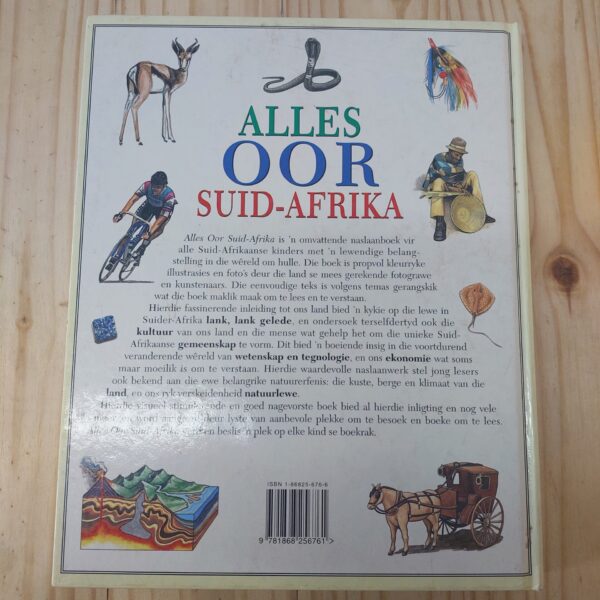 ALLES
OOR
SUID-AFRIKA
Alles Oor Suid-Afrika is 'n omvattende naslaanboek vir
alle Suid-Afrikaanse kinders met 'n lewendige belang-
stelling in die wêreld om hulle. Die boek is propvol kleurryke
illustrasies en foto's deur die land se mees gerekende fotograwe
en kunstenaars. Die eenvoudige teks is volgens temas gerangskik
wat die boek maklik maak om te lees en te verstaan.
Hierdie fassinerende inleiding tot ons land bied 'n kykie op die lewe in
Suider-Afrika lank, lank gelede, en ondersoek terselfdertyd ook die
kultuur van ons land en die mense wat gehelp het om die unieke Suid-
Afrikaanse gemeenskap te vorm. Dit bied 'n boeiende insig in die voortdurend
veranderende wêreld van wetenskap en tegnologie, en ons ekonomie wat soms
maar moeilik is om te verstaan. Hierdie waardevolle naslaanwerk stel jong lesers
ook bekend aan die ewe belangrike natuurerfenis: die kuste, berge en klimaat van die
land, en ons ryk verskeidenheid natuurlewe.
Hierdie visueel en goed nagevorste boek bied al hierdie inligting en nog vele
meer, en word deur lyste van aanbevole plekke om te besoek en boeke om te lees.
Alles Oor Suid-Afrika beslis 'n plek op elke kind se boekrak.
ISBN 1-86825-676-6
9 781868 256761 >